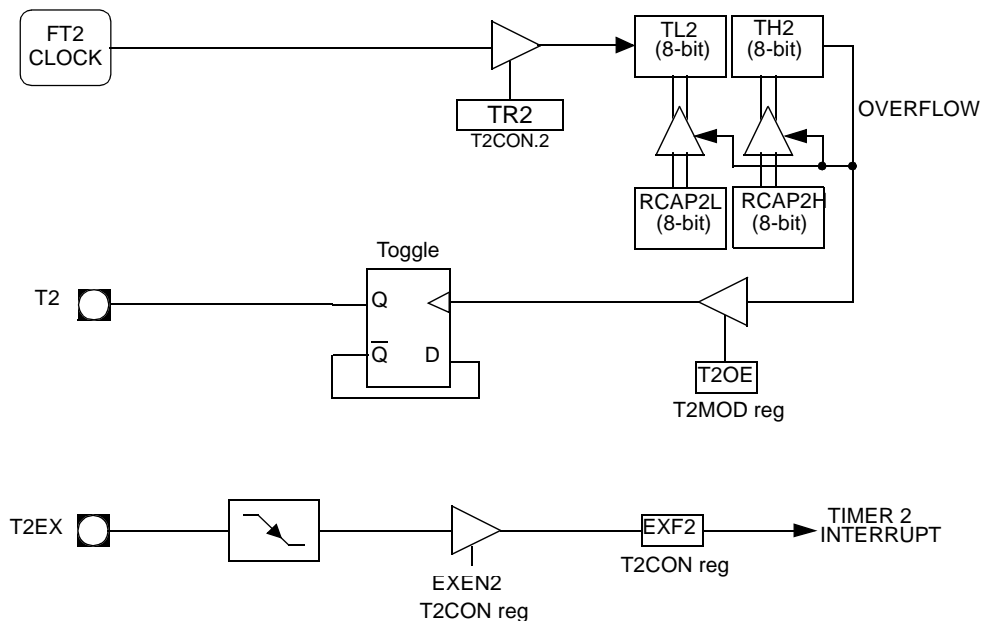 FT2
CLOCK
TL2
(8-bit)
TH2
(8-bit)
TR2
T2CON.2
OVERFLOW
RCAP2L
(8-bit)
RCAP2H
(8-bit)
Toggle
T2
Q
Q
D
T2OE
T2MOD reg
T2EX
EXEN2
T2CON reg
EXF2
T2CON reg
TIMER 2
INTERRUPT